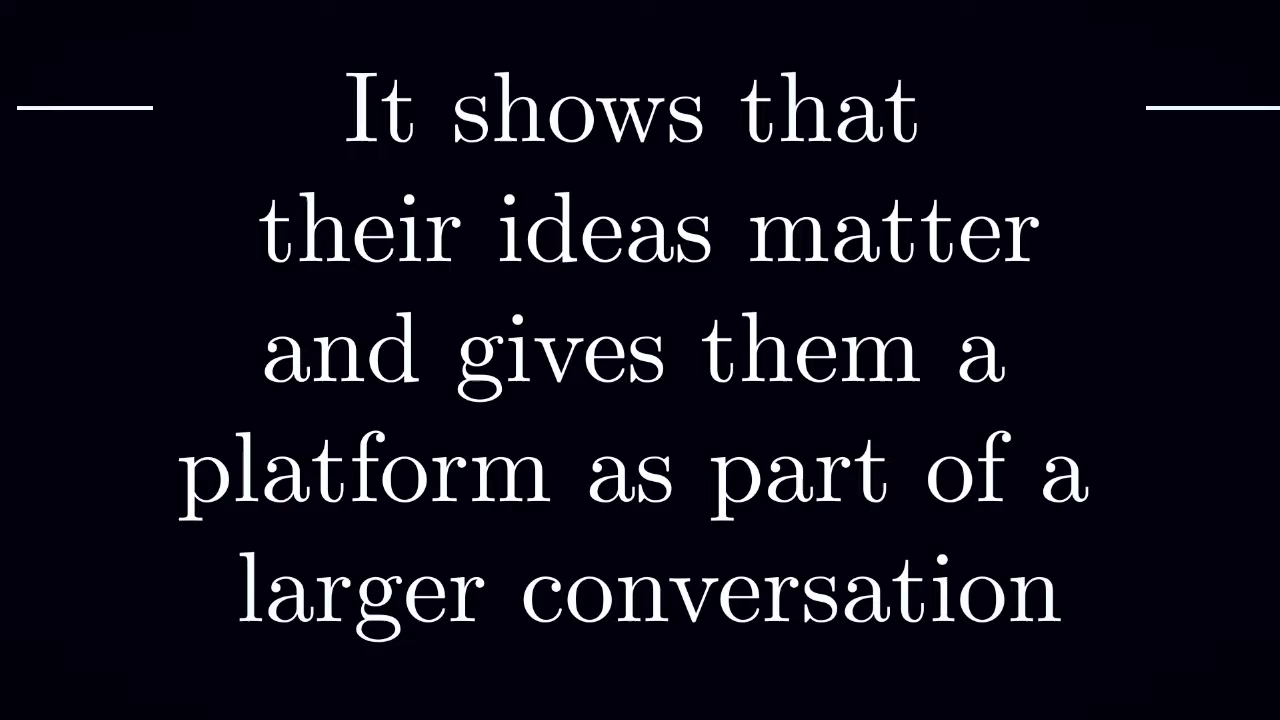 It shows that
their ideas matter
and gives them a
platform as part of a
larger conversation